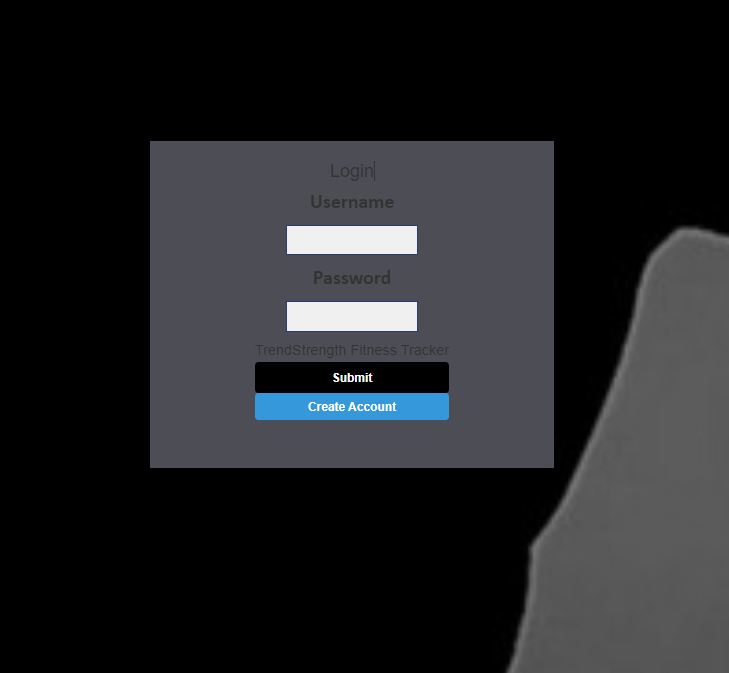 Login
Username
Password
TrendStrength Fitness Tracker
Submit
Create Account